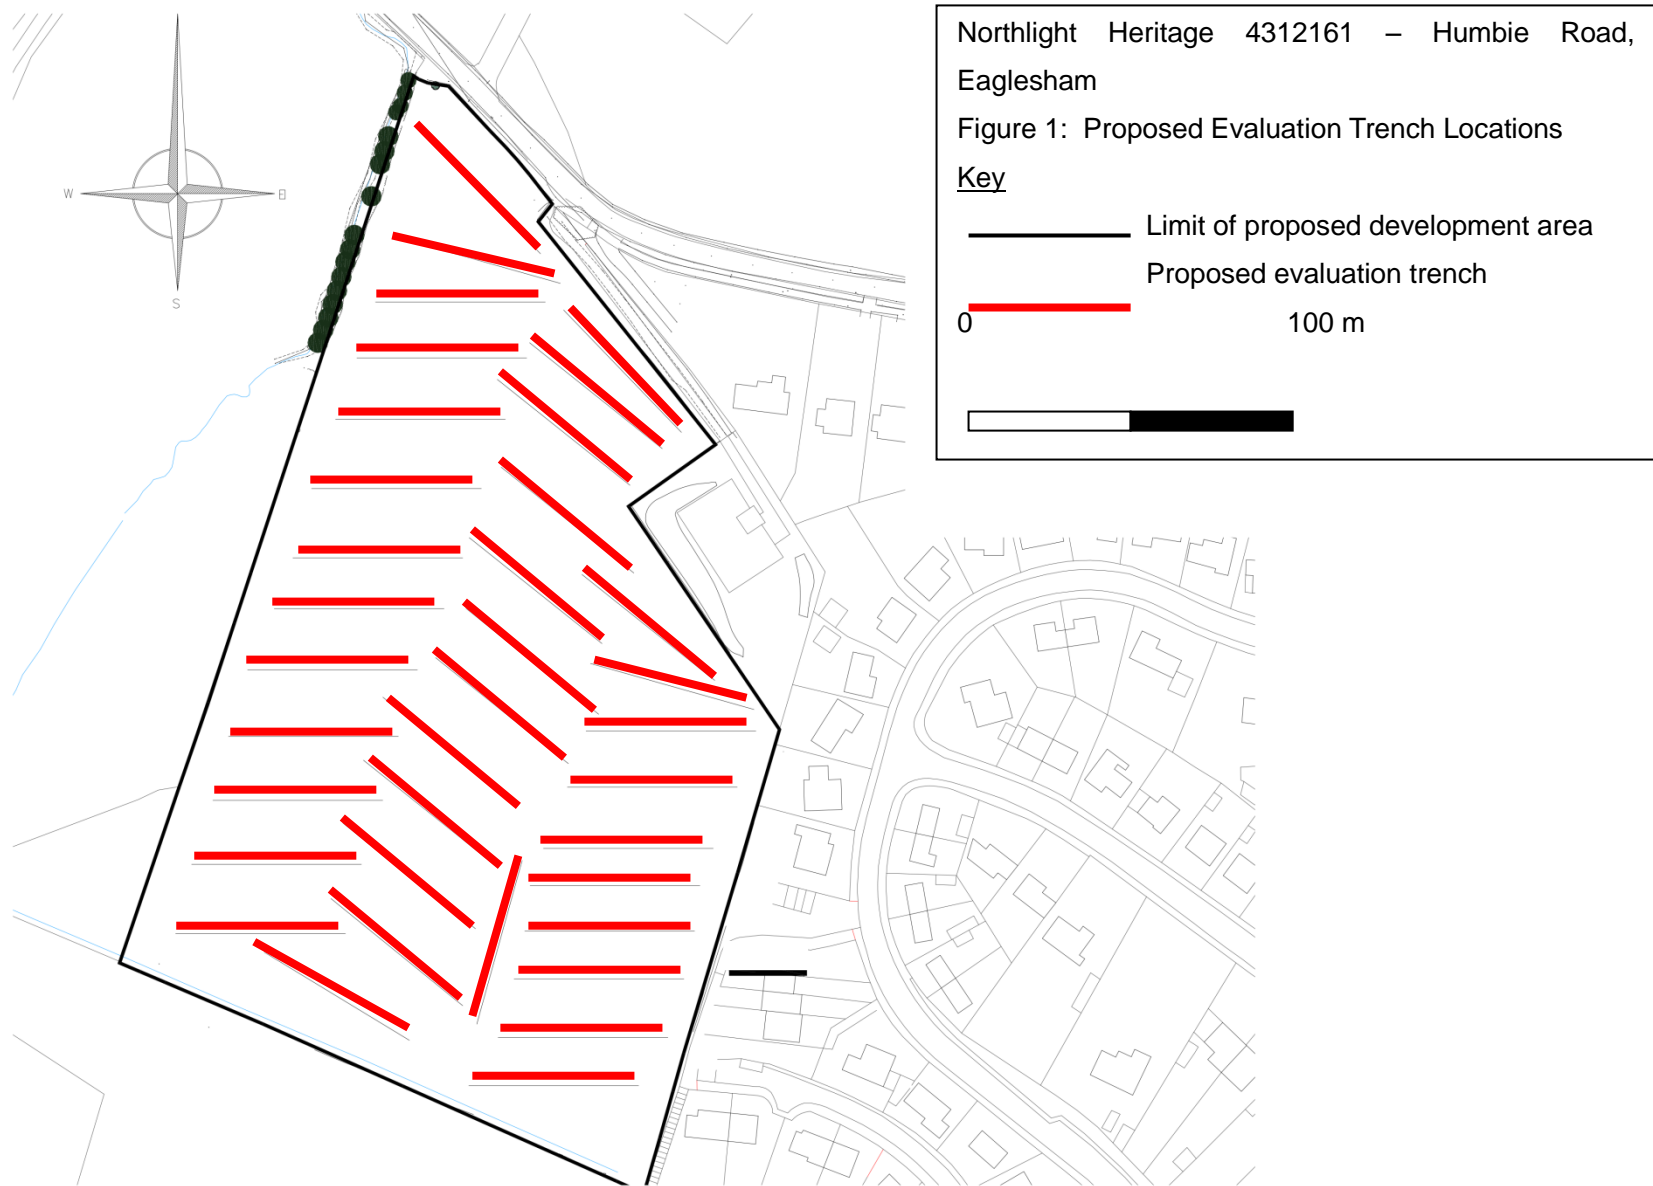 Northlight Heritage 4312161 – Humbie Road,
Eaglesham
Figure 1: Proposed Evaluation Trench Locations
Key
Limit of proposed development area
Proposed evaluation trench
0 100 m
W E
S